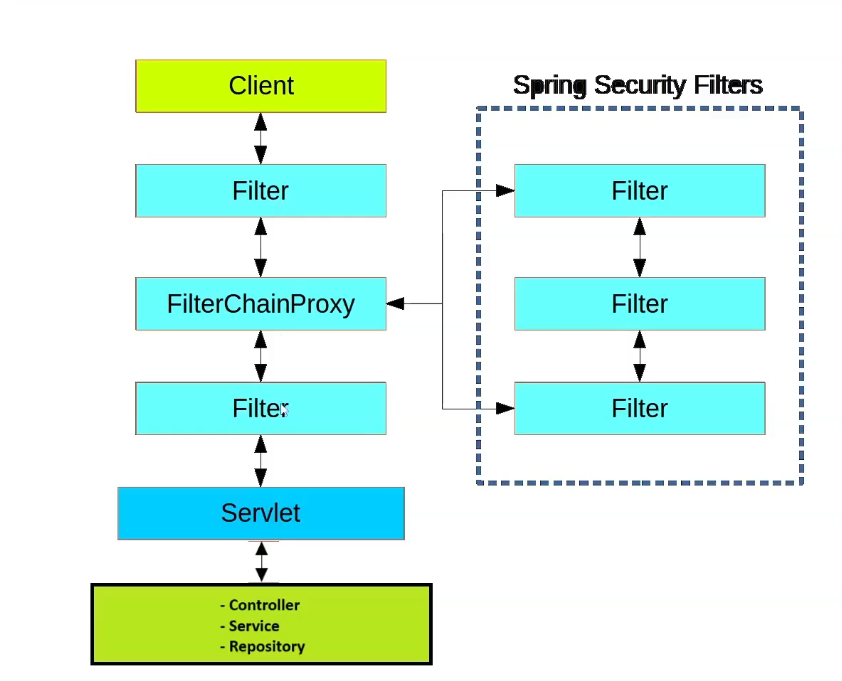 Client
Filter
FilterChainProxy
Filter
Servlet
- Controller
- Service
- Repository
Spring Security Filters
Filter
Filter
Filter